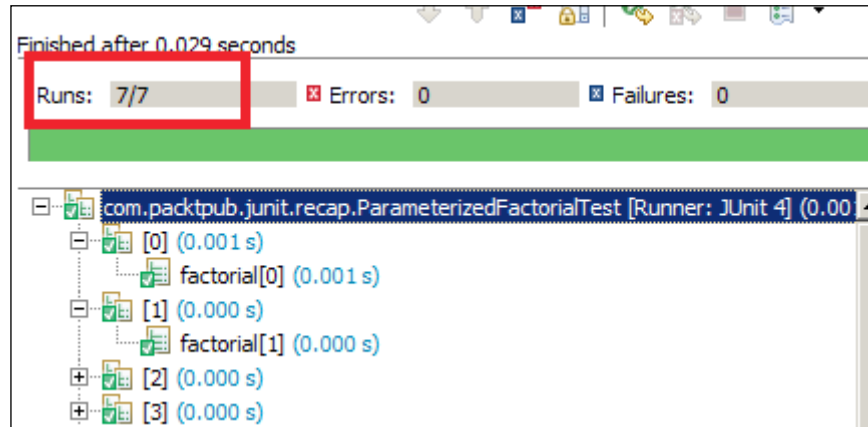 Finished after 0.029 seconds
Runs: 7/7 Errors: 0 Failures: 0
com.packtpub.junit.recap.ParameterizedFactorialTest [Runner: JUnit 4] (0.00
[0] (0.001 s)
factorial[0] (0.001 s)
[1] (0.000 s)
factorial[1] (0.000 s)
[2] (0.000 s)
[3] (0.000 s)